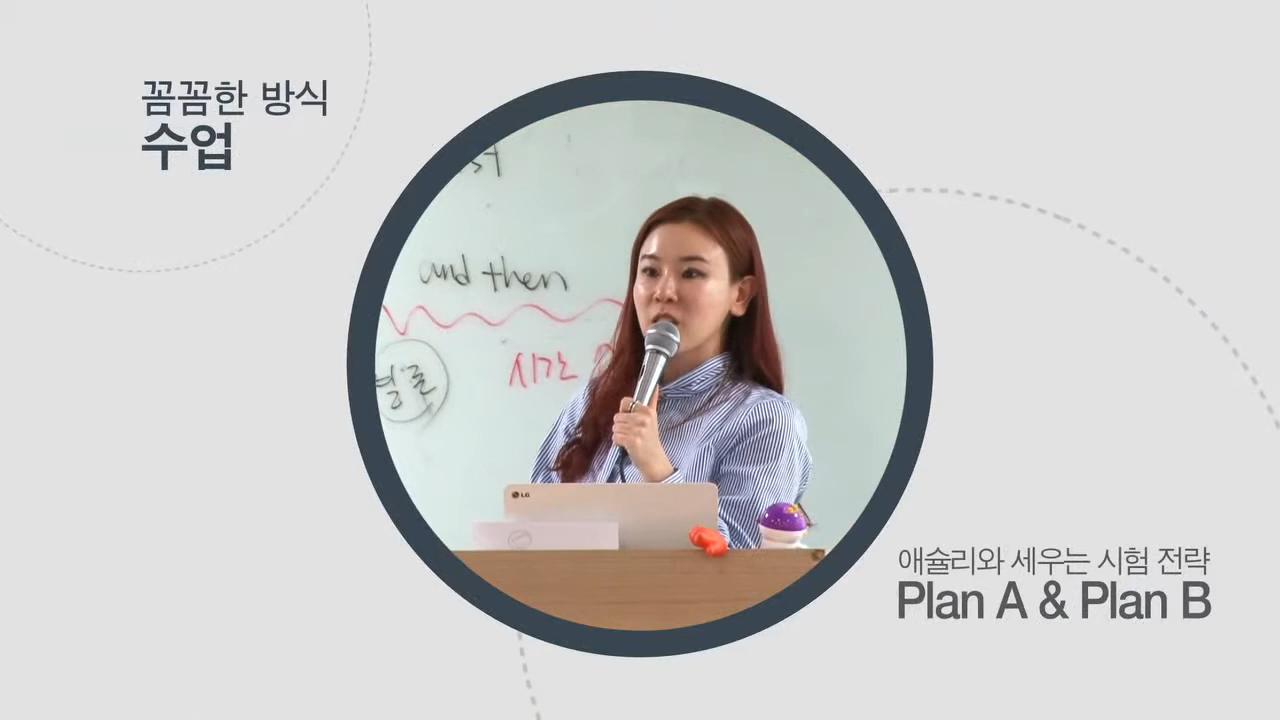 꼼꼼한 방식
수업
and then
시간
LG
애슐리와 세우는 시험 전략
Plan A & Plan B